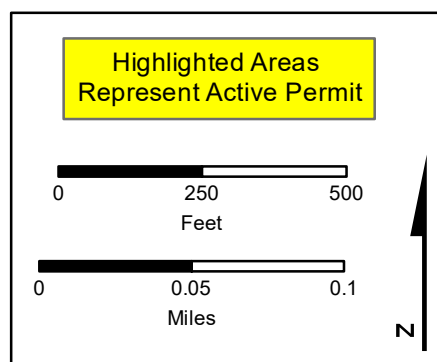 Highlighted Areas
Represent Active Permit
0 250 500
Feet
0 0.05 0.1
Miles
N